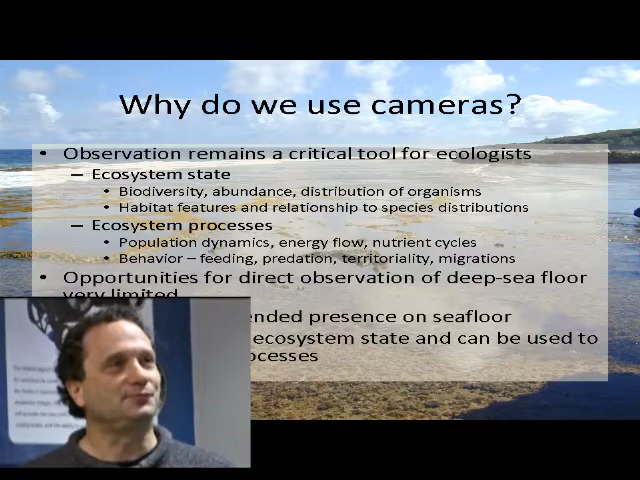 Why do we use cameras?
• Observation remains a critical tool for ecologists
– Ecosystem state
• Biodiversity, abundance, distribution of organisms
• Habitat features and relationship to species distributions
– Ecosystem processes
• Population dynamics, energy flow, nutrient cycles
• Behavior – feeding, predation, territoriality, migrations
• Opportunities for direct observation of deep-sea floor
very limited
ended presence on seafloor
ecosystem state and can be used to
ocesses